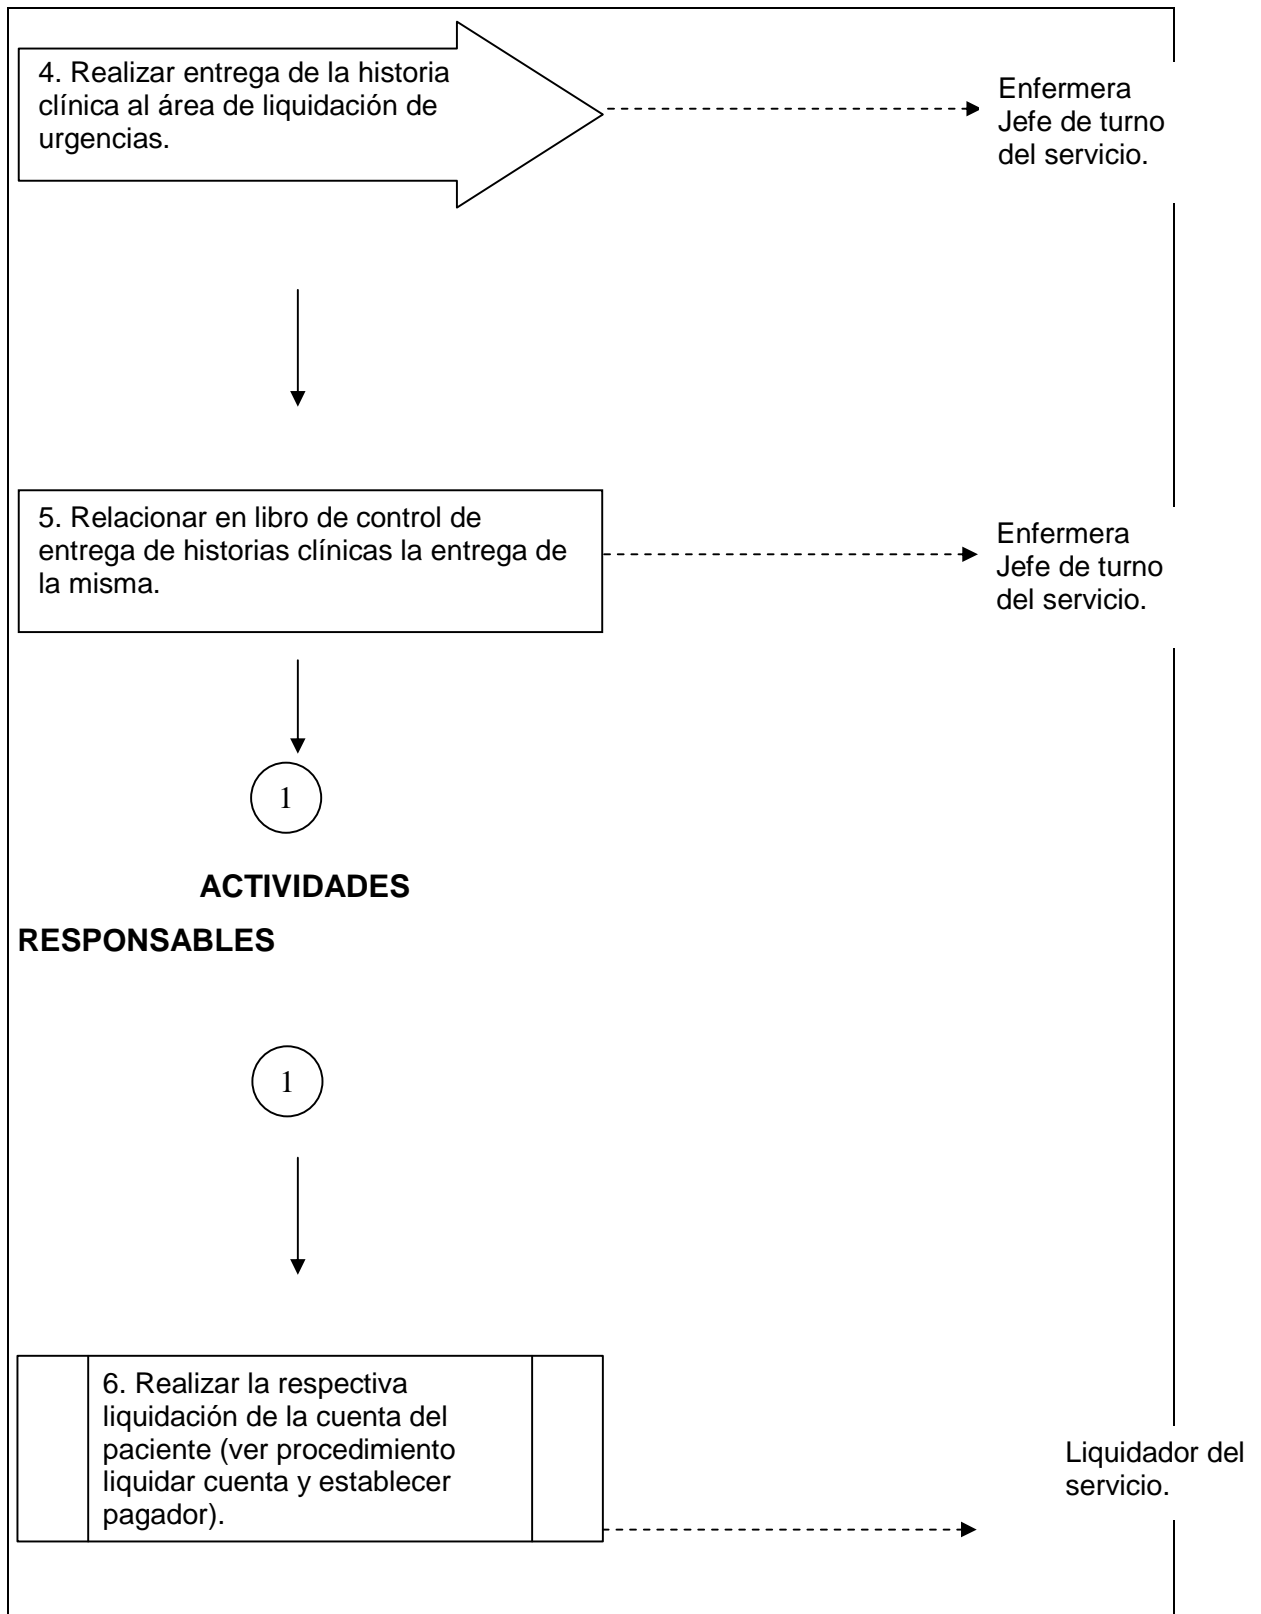 4. Realizar entrega de la historia
clínica al área de liquidación de
urgencias.
Enfermera
Jefe de turno
del servicio.
5. Relacionar en libro de control de
entrega de historias clínicas la entrega de
la misma.
Enfermera
Jefe de turno
del servicio.
1
ACTIVIDADES
RESPONSABLES
1
6. Realizar la respectiva
liquidación de la cuenta del
paciente (ver procedimiento
liquidar cuenta y establecer
pagador).
Liquidador del
servicio.